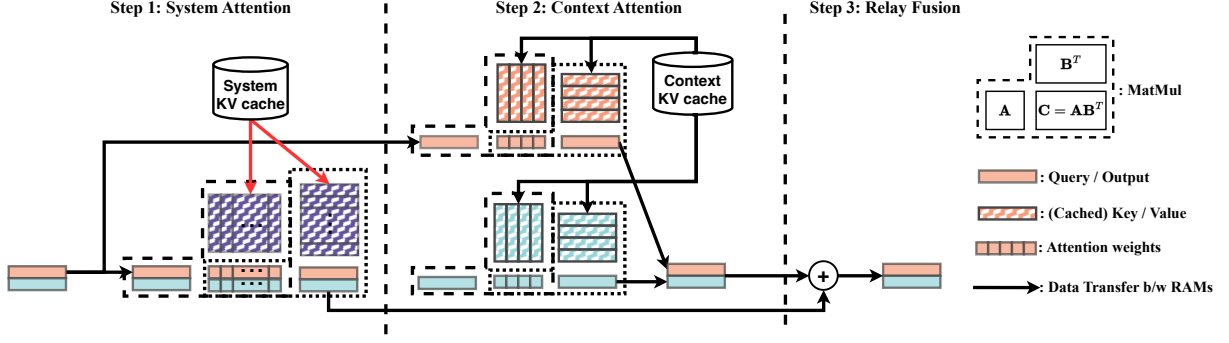 Step 1: System Attention
Step 2: Context Attention
Step 3: Relay Fusion
System
KV cache
Context
KV cache
B^T
A
C = AB^T
: MatMul
: Query / Output
: (Cached) Key / Value
: Attention weights
: Data Transfer b/w RAMs
...
...
...
+